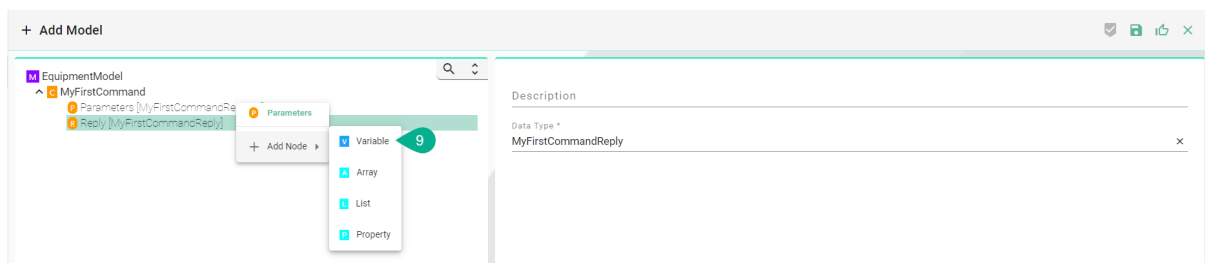 + Add Model
M EquipmentModel
C MyFirstCommand
P Parameters [MyFirstCommandRe
R Reply [MyFirstCommandReply]
P Parameters
+ Add Node
V Variable
9
A Array
L List
P Property
Description
Data Type *
MyFirstCommandReply